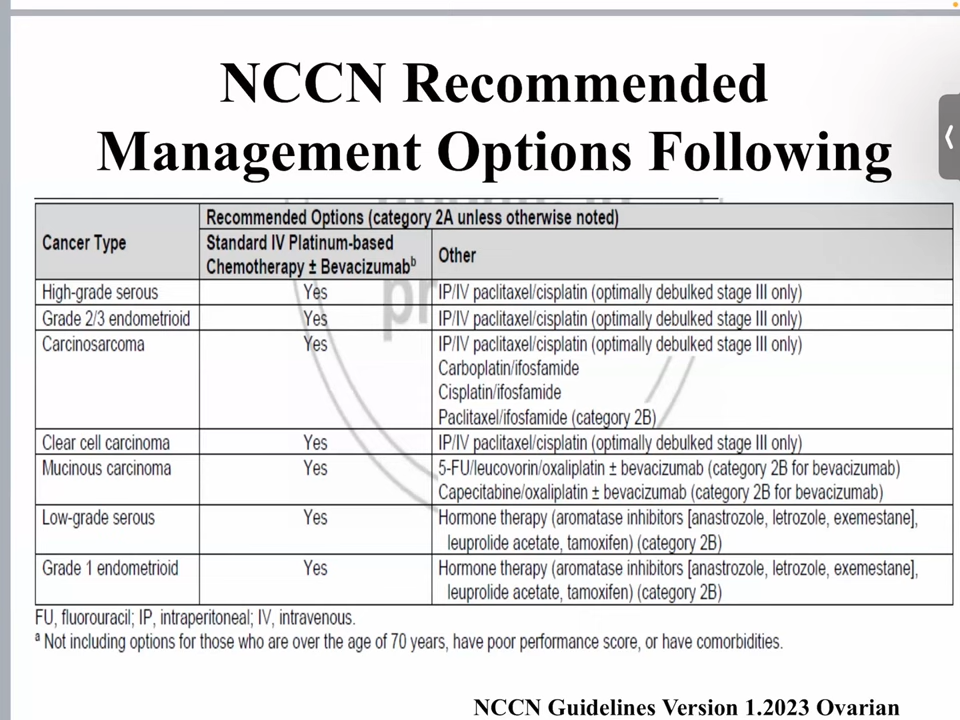 NCCN Recommended
Management Options Following
Cancer Type
Recommended Options (category 2A unless otherwise noted)
Standard IV Platinum-based
Chemotherapy ± Bevacizumabᵇ
Other
High-grade serous Yes IP/IV paclitaxel/cisplatin (optimally debulked stage III only)
Grade 2/3 endometrioid Yes IP/IV paclitaxel/cisplatin (optimally debulked stage III only)
Carcinosarcoma Yes IP/IV paclitaxel/cisplatin (optimally debulked stage III only)
Carboplatin/ifosfamide
Cisplatin/ifosfamide
Paclitaxel/ifosfamide (category 2B)
Clear cell carcinoma Yes IP/IV paclitaxel/cisplatin (optimally debulked stage III only)
Mucinous carcinoma Yes 5-FU/leucovorin/oxaliplatin ± bevacizumab (category 2B for bevacizumab)
Capecitabine/oxaliplatin ± bevacizumab (category 2B for bevacizumab)
Low-grade serous Yes Hormone therapy (aromatase inhibitors [anastrozole, letrozole, exemestane],
leuprolide acetate, tamoxifen) (category 2B)
Grade 1 endometrioid Yes Hormone therapy (aromatase inhibitors [anastrozole, letrozole, exemestane],
leuprolide acetate, tamoxifen) (category 2B)
FU, fluorouracil; IP, intraperitoneal; IV, intravenous.
ᵃ Not including options for those who are over the age of 70 years, have poor performance score, or have comorbidities.
NCCN Guidelines Version 1.2023 Ovarian